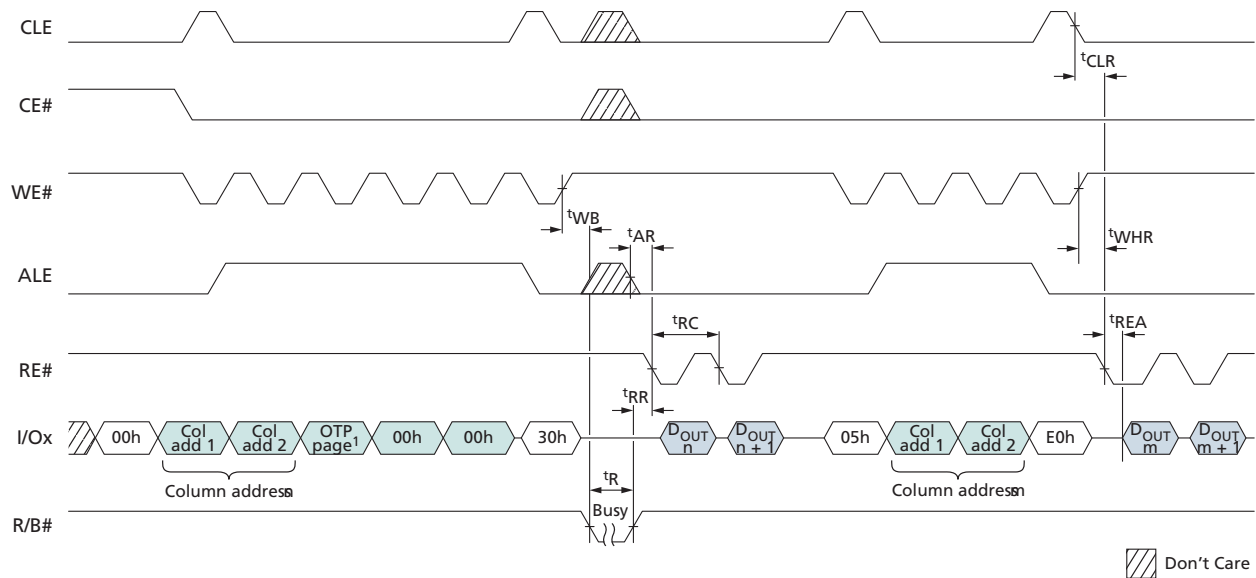 CLE
tCLR
CE#
WE#
tWB
tAR
tWHR
ALE
tRC
tREA
RE#
tRR
I/Ox
00h
Col add 1
Col add 2
OTP page1
00h
00h
30h
DOUT n
DOUT n + 1
05h
Col add 1
Col add 2
E0h
DOUT m
DOUT m + 1
Column address n
tR
Column address m
Busy
R/B#
Don't Care